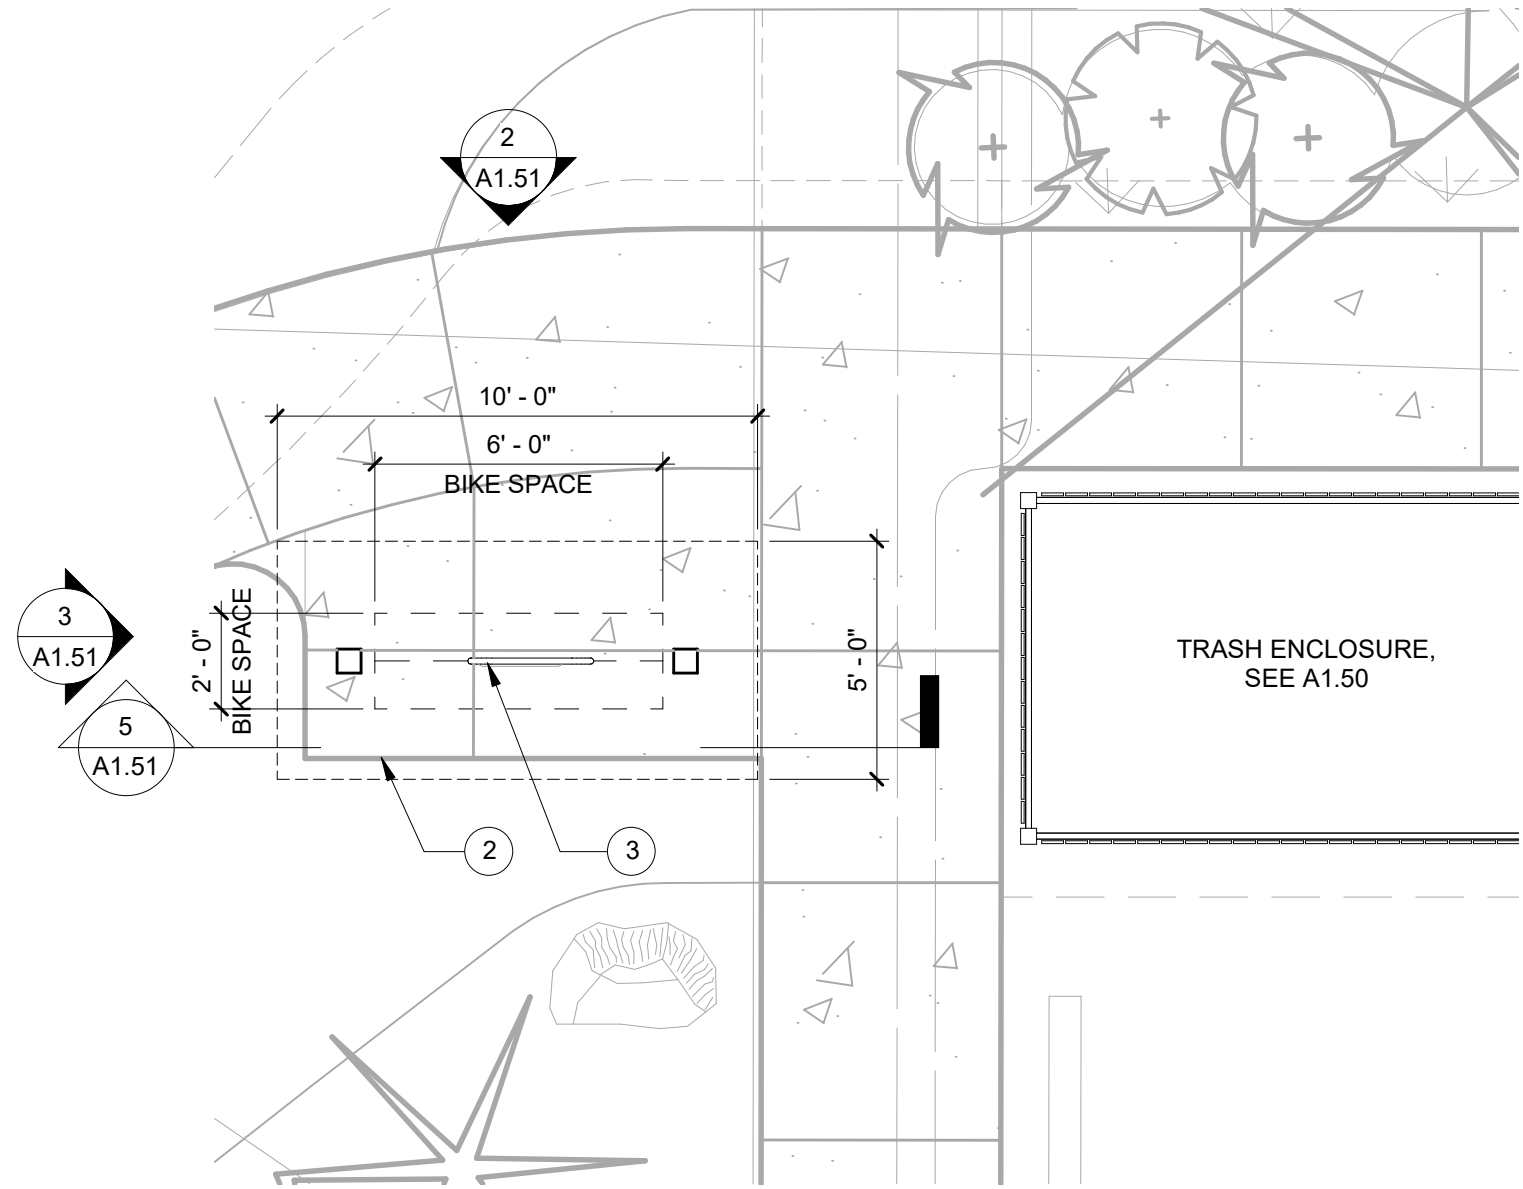 2
A1.51
10' - 0"
6' - 0"
BIKE SPACE
3
A1.51
2' - 0"
BIKE SPACE
5' - 0"
TRASH ENCLOSURE,
SEE A1.50
5
A1.51
2
3